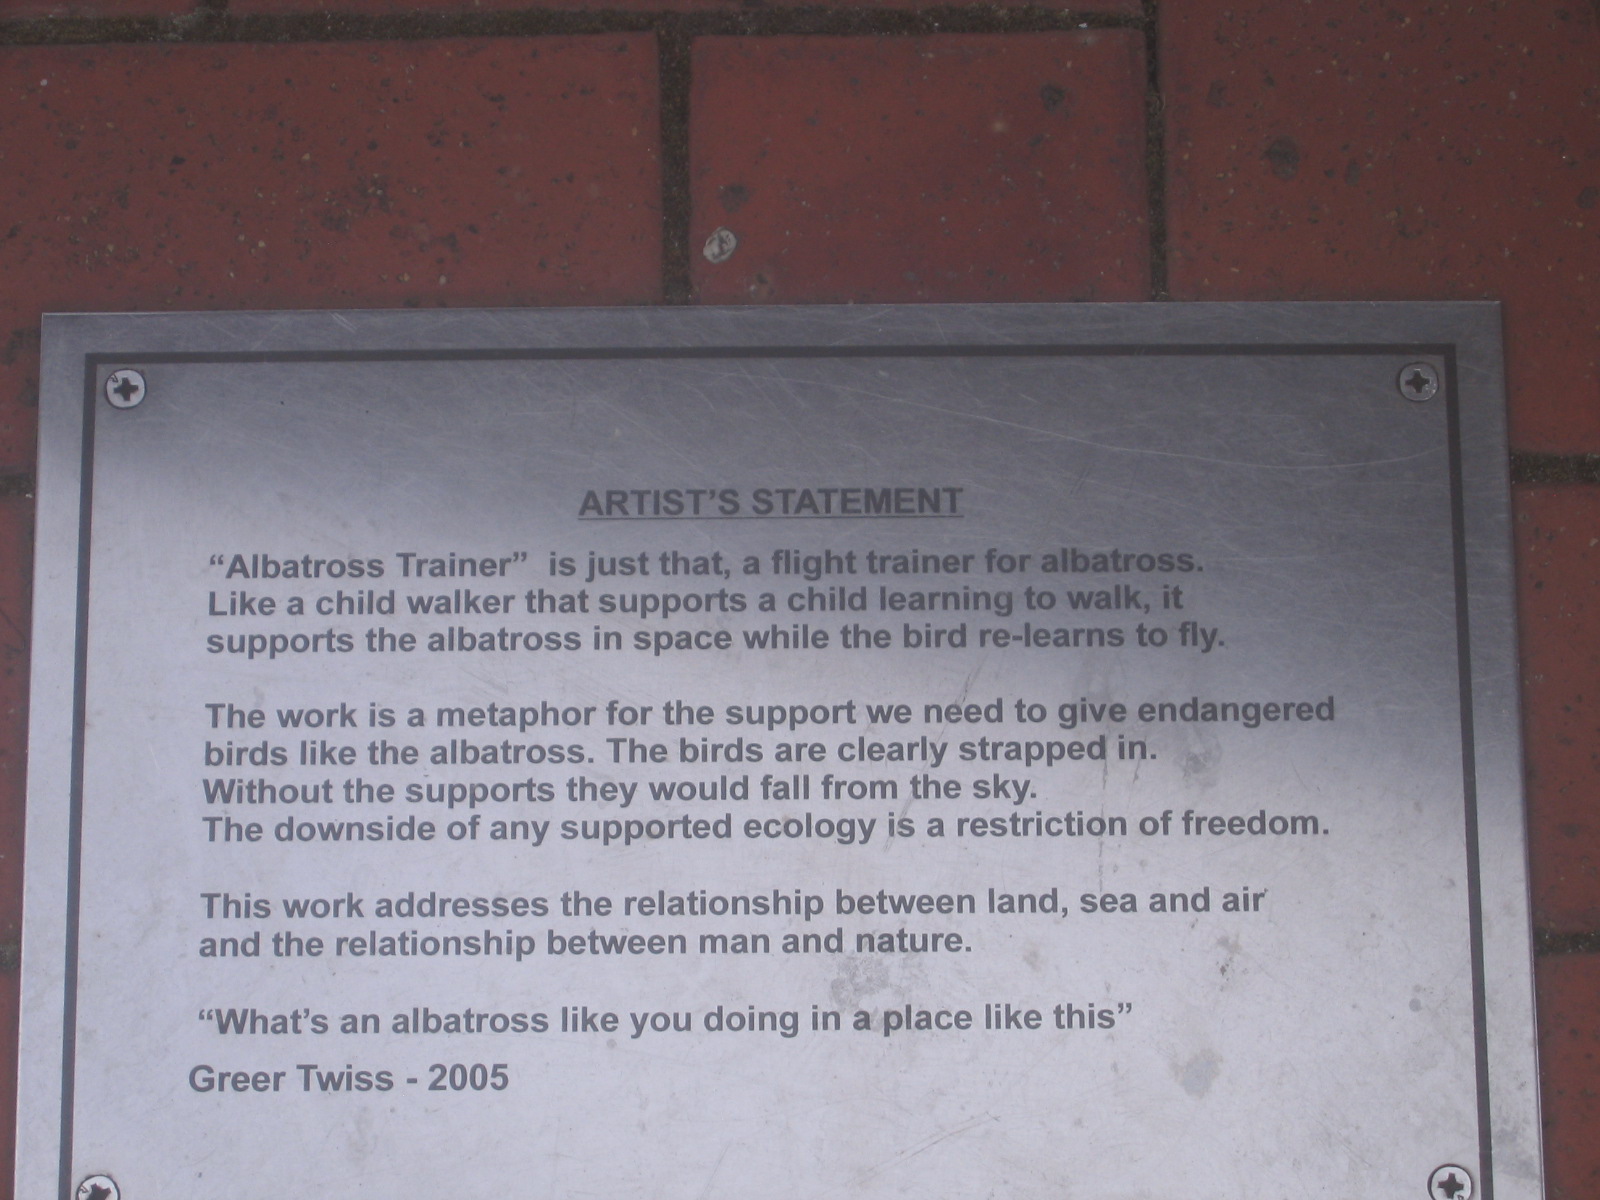 ARTIST'S STATEMENT
“Albatross Trainer” is just that, a flight trainer for albatross.
Like a child walker that supports a child learning to walk, it
supports the albatross in space while the bird re-learns to fly.
The work is a metaphor for the support we need to give endangered
birds like the albatross. The birds are clearly strapped in.
Without the supports they would fall from the sky.
The downside of any supported ecology is a restriction of freedom.
This work addresses the relationship between land, sea and air
and the relationship between man and nature.
“What’s an albatross like you doing in a place like this”
Greer Twiss - 2005